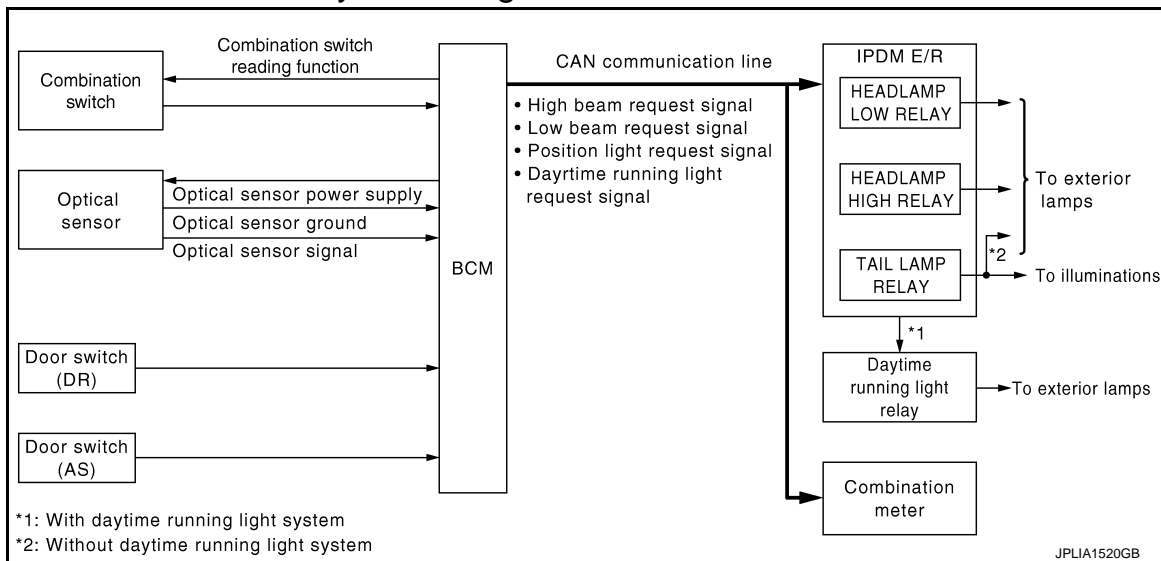 Combination switch
reading function
Combination
switch
Optical
sensor
Optical sensor power supply
Optical sensor ground
Optical sensor signal
Door switch
(DR)
Door switch
(AS)
BCM
CAN communication line
• High beam request signal
• Low beam request signal
• Position light request signal
• Dayrtime running light
request signal
IPDM E/R
HEADLAMP
LOW RELAY
HEADLAMP
HIGH RELAY
TAIL LAMP
RELAY
To exterior
lamps
*2
To illuminations
*1
Daytime
running light
relay
To exterior lamps
Combination
meter
*1: With daytime running light system
*2: Without daytime running light system
JPLIA1520GB